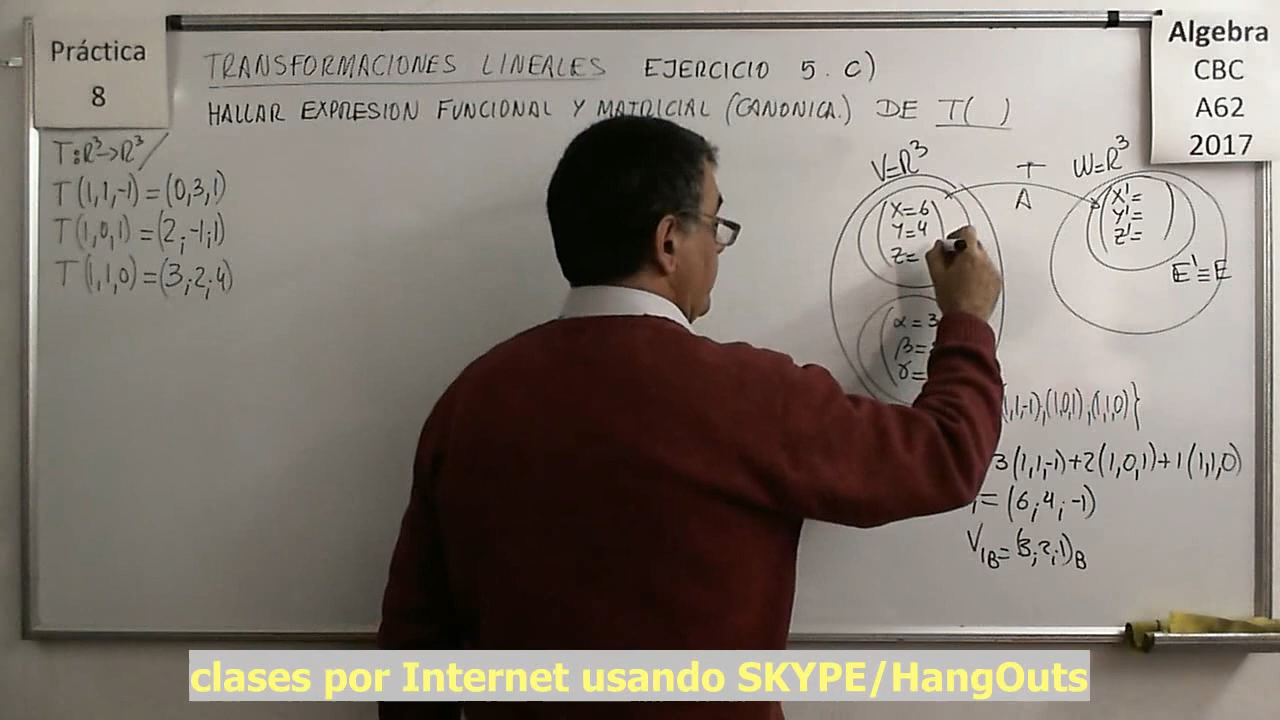 Práctica
8
TRANSFORMACIONES LINEALES EJERCICIO 5. C)
HALLAR EXPRESION FUNCIONAL Y MATRICIAL (CANONICA.) DE T( )
Algebra
CBC
A62
2017
T:R³→R³/
T(1,1,-1)=(0,3,1)
T(1,0,1)=(2,-1,1)
T(1,1,0)=(3,2,4)
V=R³
T
A
W=R³
X=6
Y=4
Z=
X'=
Y'=
Z'=
E'≡E
α=3
β=
γ=
1,1,-1),(1,0,1),(1,1,0)}
3(1,1,-1)+2(1,0,1)+1(1,1,0)
=(6,4,-1)
V₁B=(3,2,1)B
clases por Internet usando SKYPE/HangOuts